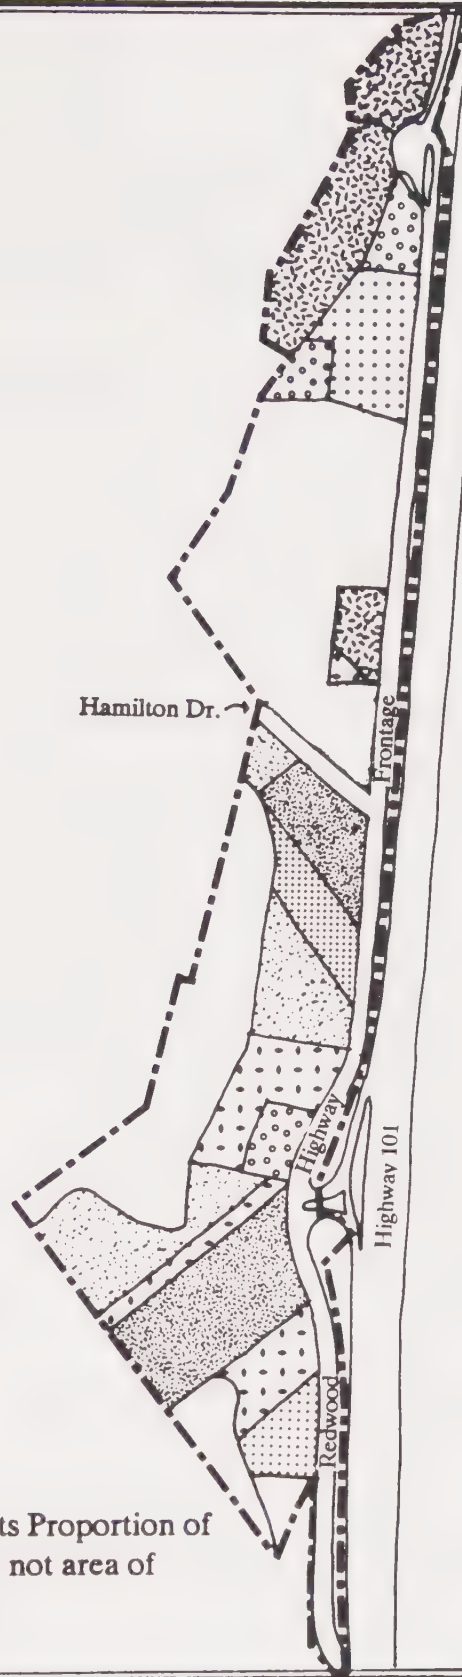 Hamilton Dr.
Frontage
Highway
Highway 101
Redwood
ts Proportion of
not area of